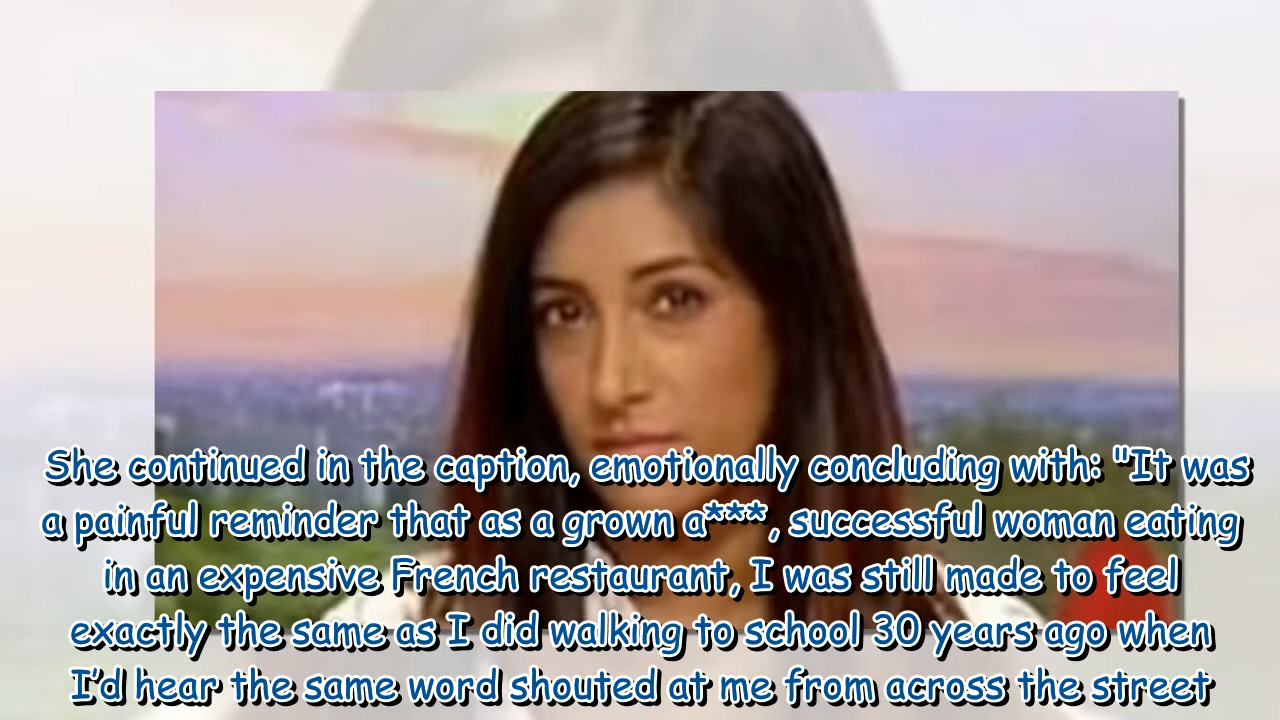 She continued in the caption, emotionally concluding with: "It was
a painful reminder that as a grown a***, successful woman eating
in an expensive French restaurant, I was still made to feel
exactly the same as I did walking to school 30 years ago when
I’d hear the same word shouted at me from across the street